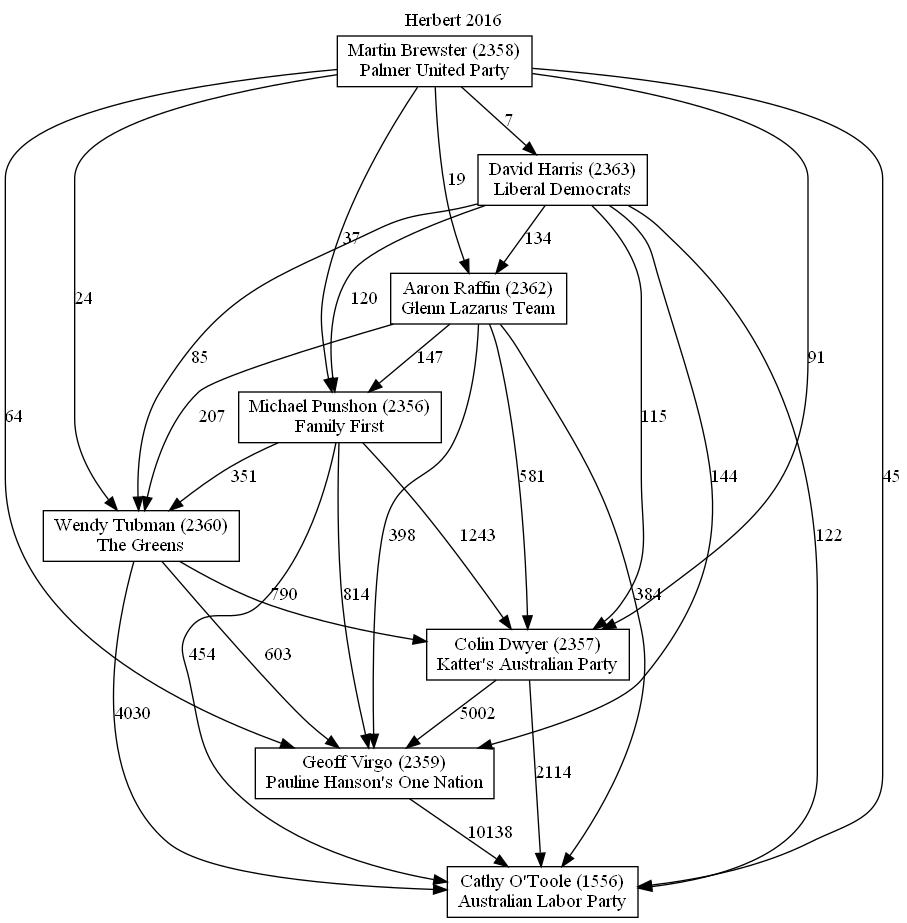 Herbert 2016
Martin Brewster (2358)
Palmer United Party
7
David Harris (2363)
Liberal Democrats
19
37
134
Aaron Raffin (2362)
Glenn Lazarus Team
24
120
85
147
91
Michael Punshon (2356)
Family First
64
207
115
351
398
581
1243
144
45
Wendy Tubman (2360)
The Greens
122
790
814
384
Colin Dwyer (2357)
Katter's Australian Party
454
603
4030
5002
Geoff Virgo (2359)
Pauline Hanson's One Nation
2114
10138
Cathy O'Toole (1556)
Australian Labor Party